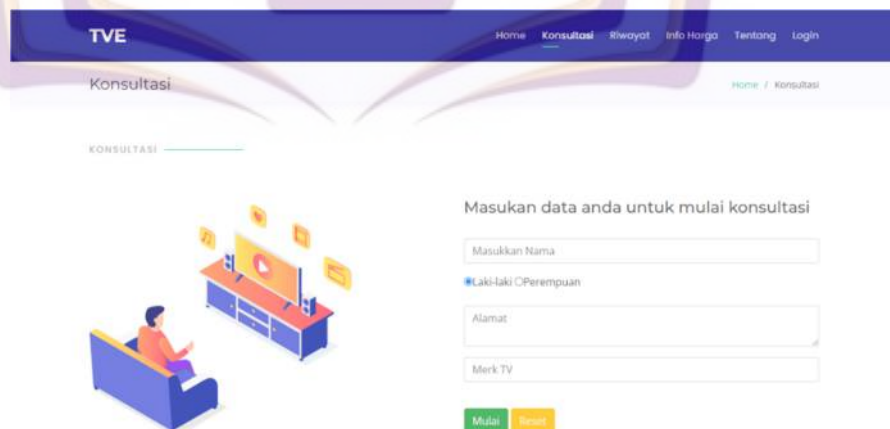 TVE
Home Konsultasi Riwayat Info Harga Tentang Login
Konsultasi
Home / Konsultasi
KONSULTASI
Masukan data anda untuk mulai konsultasi
Masukkan Nama
Laki-laki Perempuan
Alamat
Merk TV
Mulai Reset